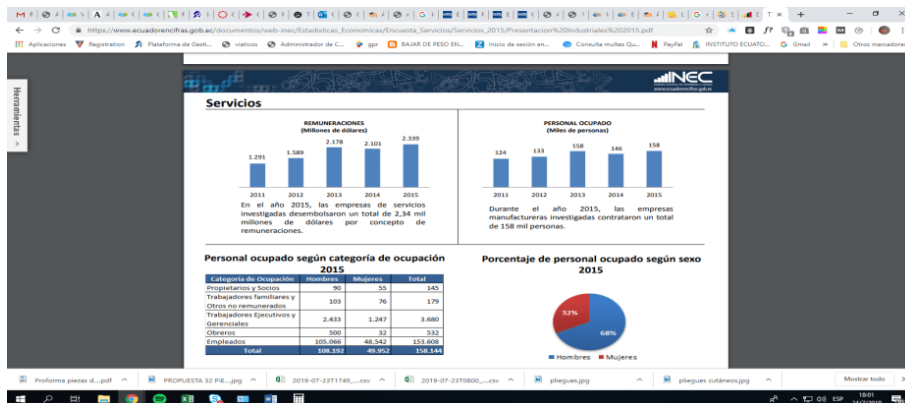 https://www.ecuadorencifras.gob.ec/documentos/web-inec/Estadisticas_Economicas/Encuesta_Servicios/Servicios_2015/Presentacion%20Industriales%202015.pdf
Aplicaciones Registration Plataforma de Gesti... viaticos Administrador de C... gpr BAJAR DE PESO EN... Inicio de sesión en... Consulta multas Qu... PayPal INSTITUTO ECUATO... Gmail » Otros marcadores
Herramientas
INEC
www.ecuadorencifras.gob.ec
Servicios
REMUNERACIONES
(Millones de dólares)
1.291 1.589 2.178 2.101 2.339
2011 2012 2013 2014 2015
En el año 2015, las empresas de servicios
investigadas desembolsaron un total de 2,34 mil
millones de dólares por concepto de
remuneraciones.
PERSONAL OCUPADO
(Miles de personas)
124 133 158 146 158
2011 2012 2013 2014 2015
Durante el año 2015, las empresas
manufactureras investigadas contrataron un total
de 158 mil personas.
Personal ocupado según categoría de ocupación
2015
Categoría de Ocupación Hombres Mujeres Total
Propietarios y Socios 90 55 145
Trabajadores familiares y
Otros no remunerados 103 76 179
Trabajadores Ejecutivos y
Gerenciales 2.433 1.247 3.680
Obreros 500 32 532
Empleados 105.066 48.542 153.608
Total 108.192 49.952 158.144
Porcentaje de personal ocupado según sexo
2015
32%
68%
Hombres Mujeres
Proforma piezas d....pdf PROPUESTA 32 PIE....jpg 2019-07-23T1746_....csv 2019-07-23T0800_....csv pliegues.jpg pliegues cutáneos.jpg Mostrar todo
ESP 18:01
24/7/2019